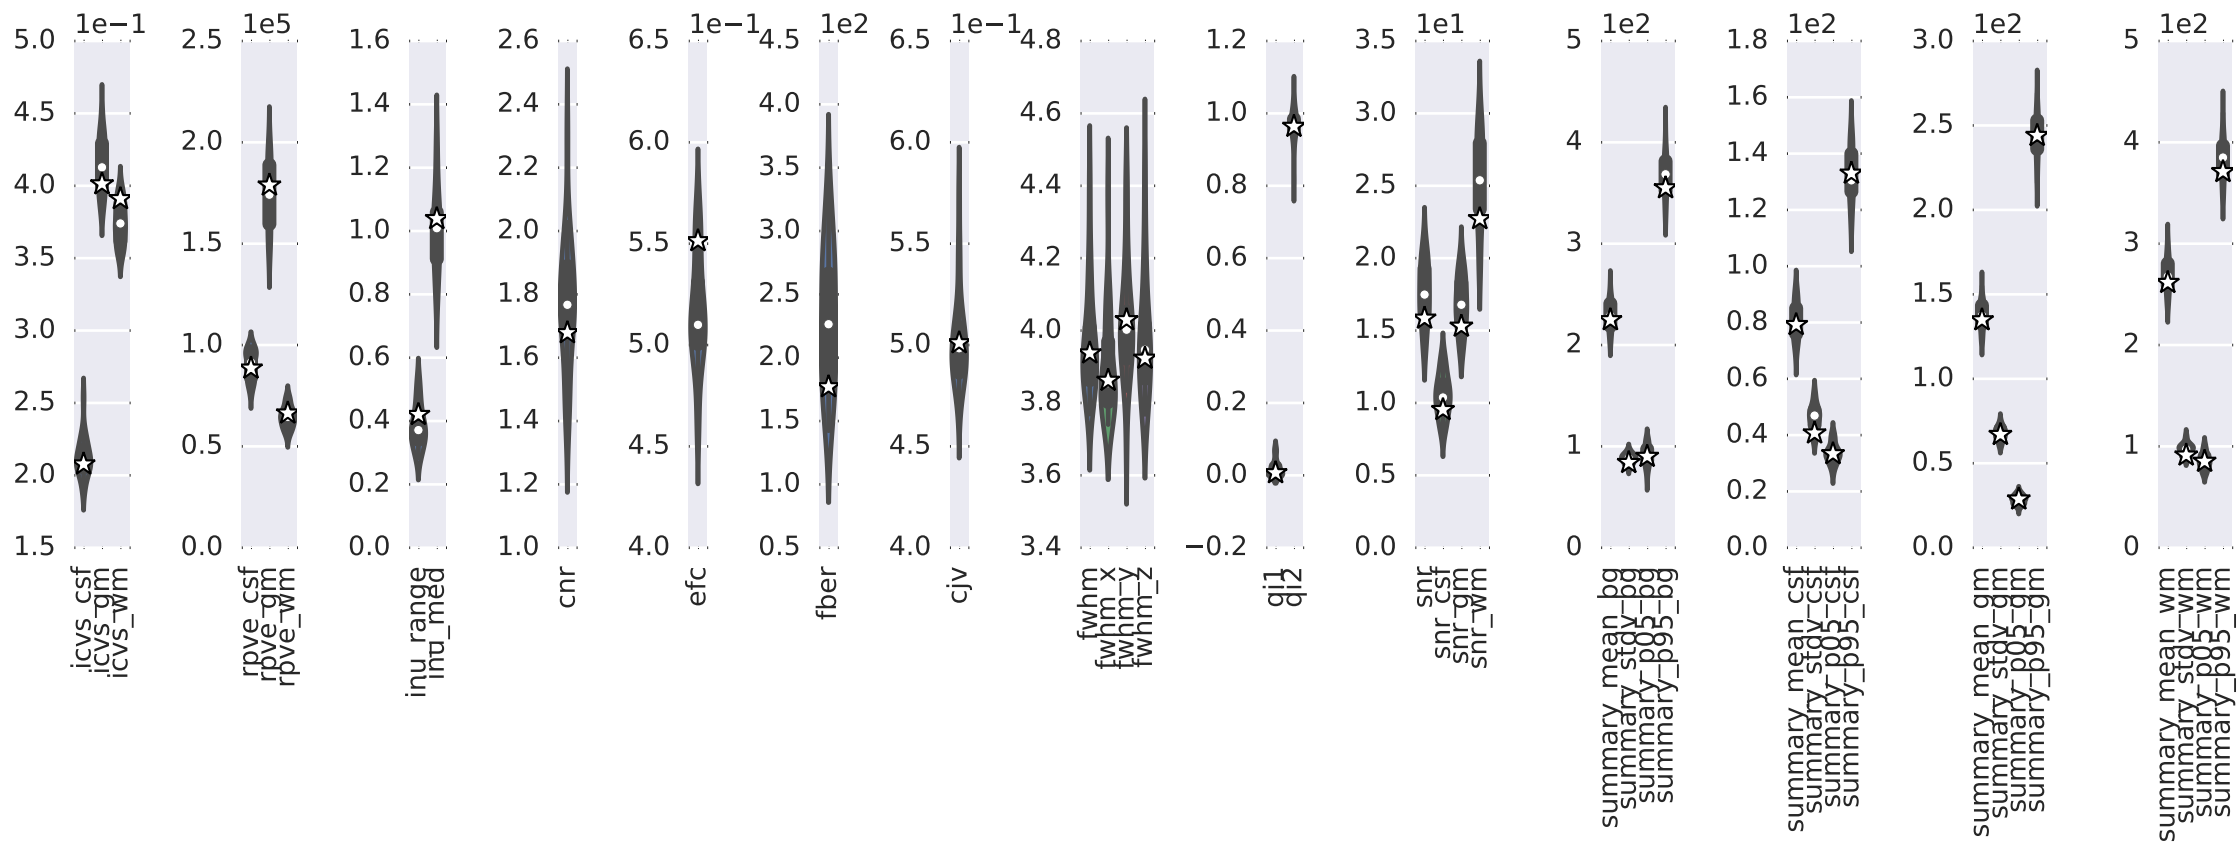 1e−1
5.0
4.5
4.0
3.5
3.0
2.5
2.0
1.5
icvs_csf
icvs_gm
icvs_wm
1e5
2.5
2.0
1.5
1.0
0.5
0.0
rpve_csf
rpve_gm
rpve_wm
1.6
1.4
1.2
1.0
0.8
0.6
0.4
0.2
0.0
inu_range
inu_med
2.6
2.4
2.2
2.0
1.8
1.6
1.4
1.2
1.0
cnr
1e−1
6.5
6.0
5.5
5.0
4.5
4.0
efc
1e2
4.5
4.0
3.5
3.0
2.5
2.0
1.5
1.0
0.5
fber
1e−1
6.5
6.0
5.5
5.0
4.5
4.0
cjv
4.8
4.6
4.4
4.2
4.0
3.8
3.6
3.4
fwhm
fwhm_x
fwhm_y
fwhm_z
1.2
1.0
0.8
0.6
0.4
0.2
0.0
−0.2
qi1
qi2
1e1
3.5
3.0
2.5
2.0
1.5
1.0
0.5
0.0
snr
snr_csf
snr_gm
snr_wm
1e2
5
4
3
2
1
0
summary_mean_bg
summary_stdv_bg
summary_p05_bg
summary_p95_bg
1e2
1.8
1.6
1.4
1.2
1.0
0.8
0.6
0.4
0.2
0.0
summary_mean_csf
summary_stdv_csf
summary_p05_csf
summary_p95_csf
1e2
3.0
2.5
2.0
1.5
1.0
0.5
0.0
summary_mean_gm
summary_stdv_gm
summary_p05_gm
summary_p95_gm
1e2
5
4
3
2
1
0
summary_mean_wm
summary_stdv_wm
summary_p05_wm
summary_p95_wm